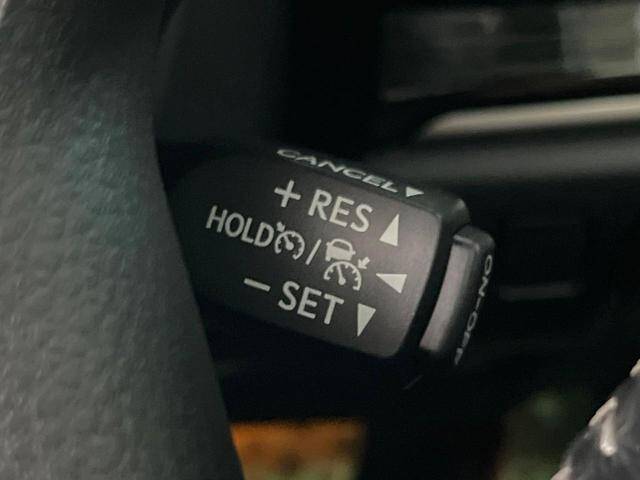 CANCEL▼
+ RES ▲
HOLD /
− SET ▼
ON-OFF